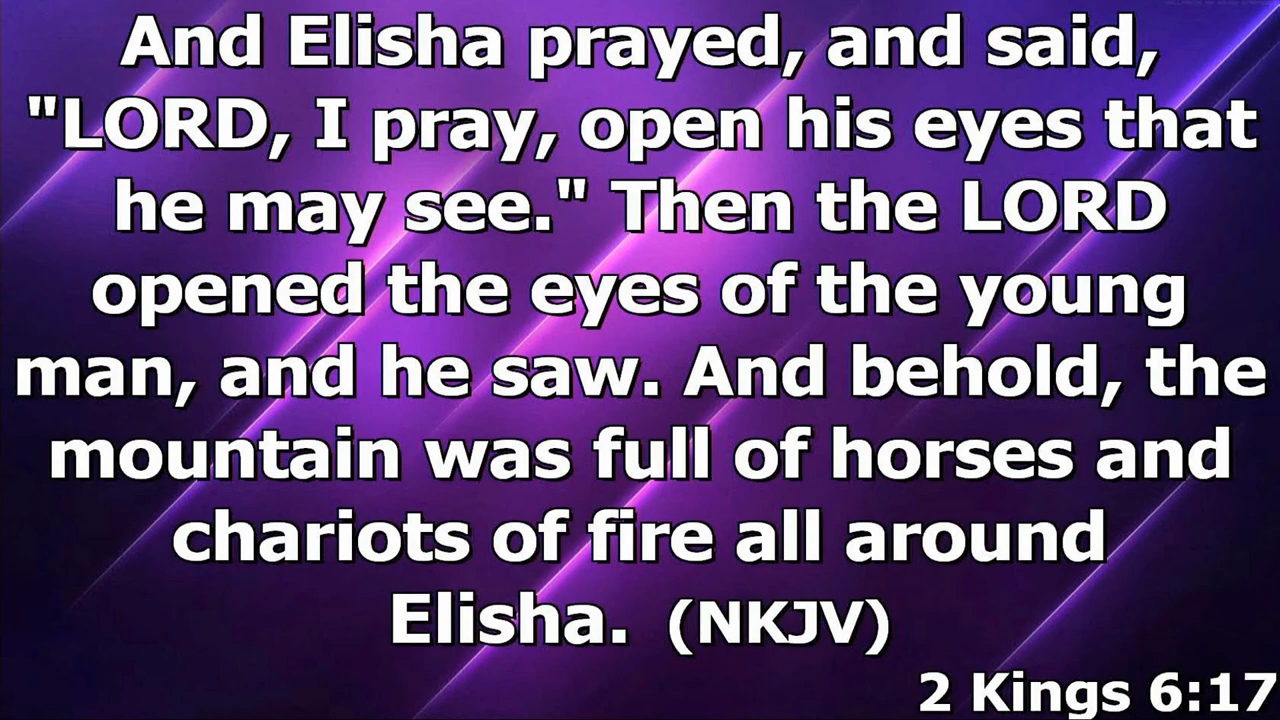 And Elisha prayed, and said,
"LORD, I pray, open his eyes that
he may see." Then the LORD
opened the eyes of the young
man, and he saw. And behold, the
mountain was full of horses and
chariots of fire all around
Elisha. (NKJV)
2 Kings 6:17